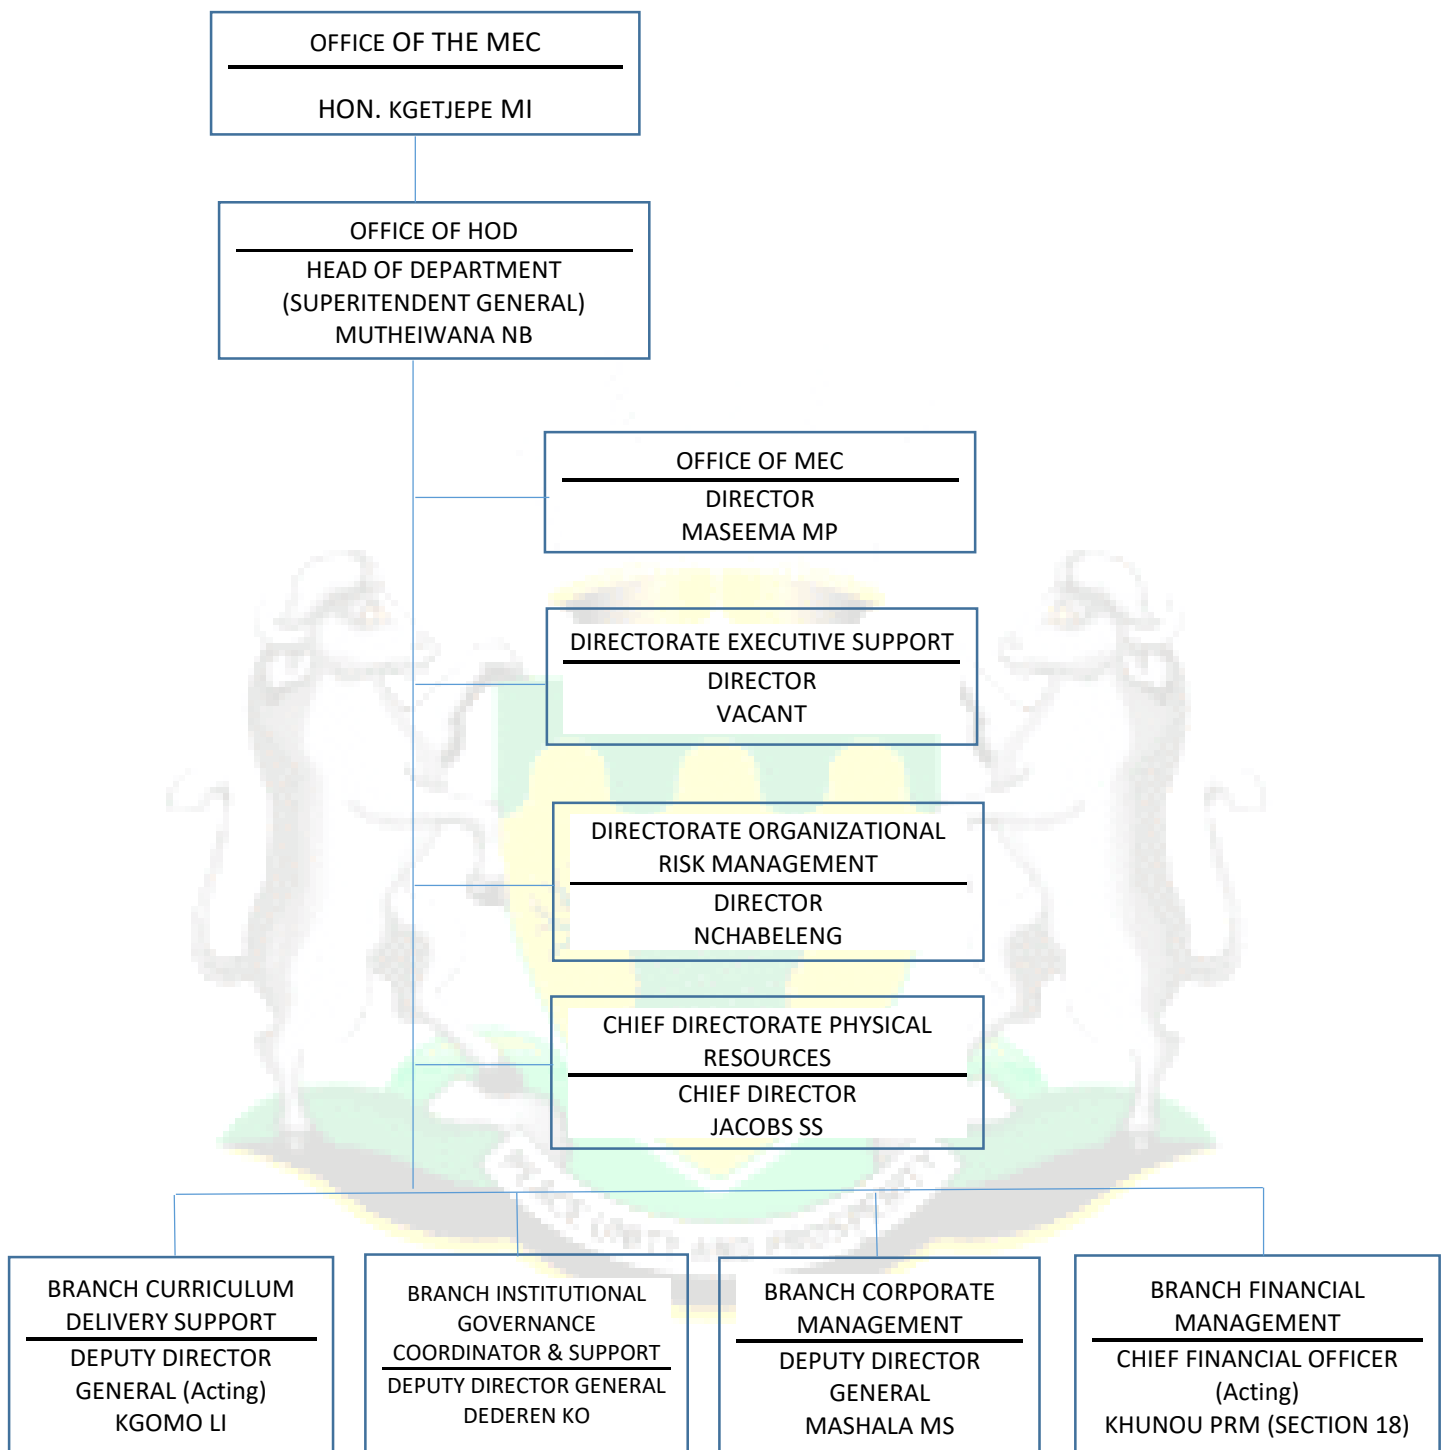 OFFICE OF THE MEC
HON. KGETJEPE MI
OFFICE OF HOD
HEAD OF DEPARTMENT
(SUPERITENDENT GENERAL)
MUTHEIWANA NB
OFFICE OF MEC
DIRECTOR
MASEEMA MP
DIRECTORATE EXECUTIVE SUPPORT
DIRECTOR
VACANT
DIRECTORATE ORGANIZATIONAL
RISK MANAGEMENT
DIRECTOR
NCHABELENG
CHIEF DIRECTORATE PHYSICAL
RESOURCES
CHIEF DIRECTOR
JACOBS SS
PEACE UNITY AND PROSPERITY
BRANCH CURRICULUM
DELIVERY SUPPORT
DEPUTY DIRECTOR
GENERAL (Acting)
KGOMO LI
BRANCH INSTITUTIONAL
GOVERNANCE
COORDINATOR & SUPPORT
DEPUTY DIRECTOR GENERAL
DEDEREN KO
BRANCH CORPORATE
MANAGEMENT
DEPUTY DIRECTOR
GENERAL
MASHALA MS
BRANCH FINANCIAL
MANAGEMENT
CHIEF FINANCIAL OFFICER
(Acting)
KHUNOU PRM (SECTION 18)